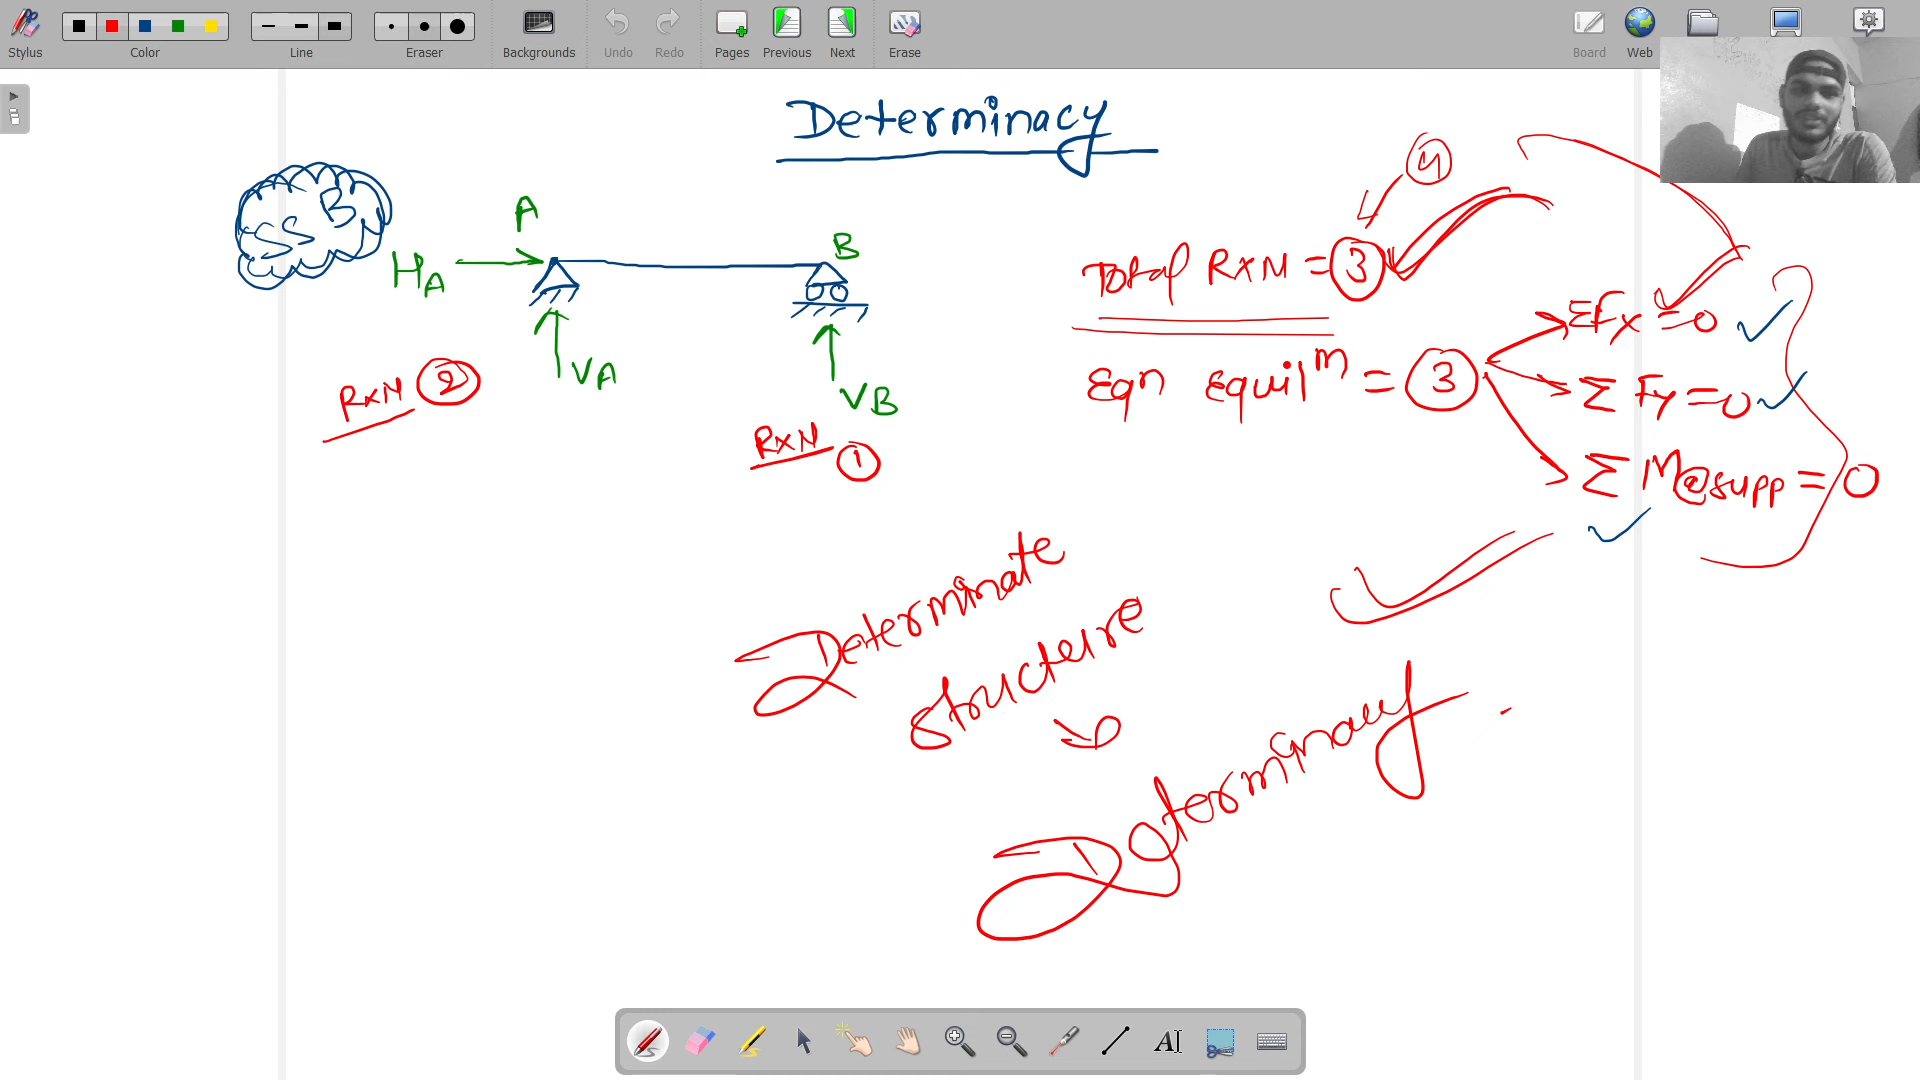 Stylus
Color
Line
Eraser
Backgrounds
Undo
Redo
Pages
Previous
Next
Erase
Board
Web
Determinacy
SSB
A
HA
VA
RXN 2
B
VB
RXN 1
4
Total RXN = 3
Eqn equilm = 3
ΣFx = 0
ΣFy = 0
ΣM@supp = 0
Determinate
structure
Determinacy